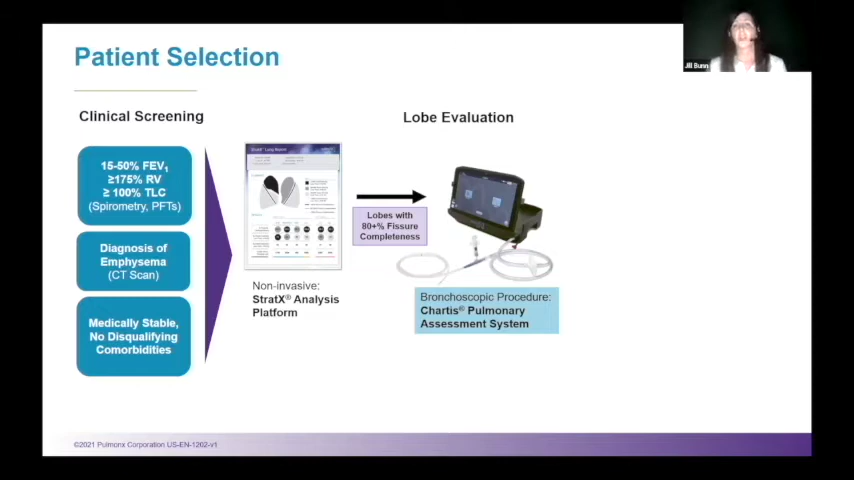 Patient Selection
Jill Bunn
Clinical Screening
Lobe Evaluation
15-50% FEV₁
≥175% RV
≥ 100% TLC
(Spirometry, PFTs)
Diagnosis of
Emphysema
(CT Scan)
Medically Stable,
No Disqualifying
Comorbidities
Non-invasive:
StratX® Analysis
Platform
Lobes with
80+% Fissure
Completeness
Bronchoscopic Procedure:
Chartis® Pulmonary
Assessment System
©2021 Pulmonx Corporation US-EN-1202-v1